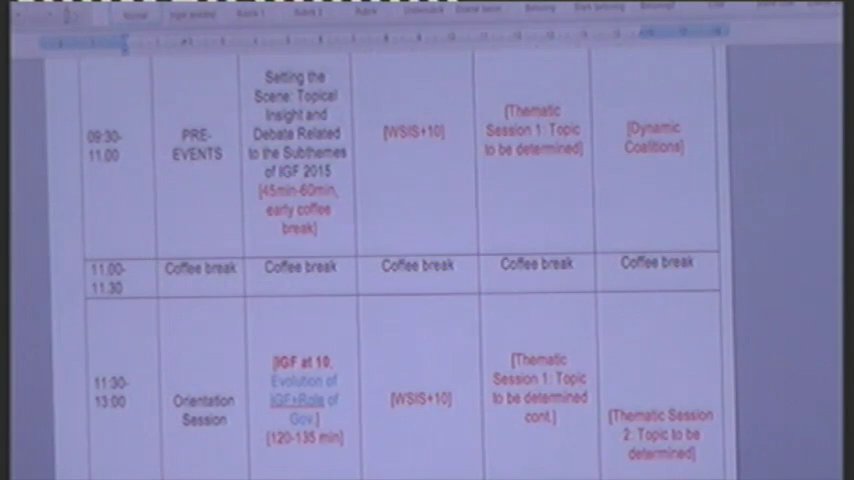 Setting the
Scene: Topical
Insight and
Debate Related
to the Subthemes
of IGF 2015
[45min-60min,
early coffee
break]
09:30-
11.00
PRE-
EVENTS
[WSIS+10]
[Thematic
Session 1: Topic
to be determined]
[Dynamic
Coalitions]
11.00-
11.30
Coffee break
Coffee break
Coffee break
Coffee break
Coffee break
11:30-
13:00
Orientation
Session
[IGF at 10,
Evolution of
IGF+Role of
Gov.]
[120-135 min]
[WSIS+10]
[Thematic
Session 1: Topic
to be determined
cont.]
[Thematic Session
2: Topic to be
determined]